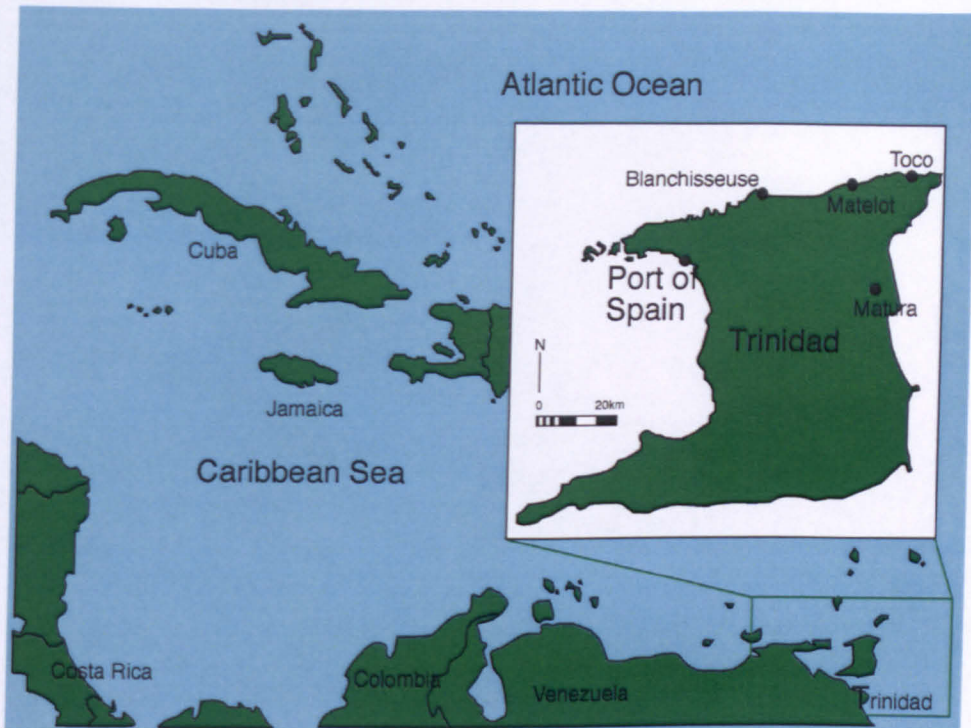 Atlantic Ocean
Toco
Blanchisseuse
Matelot
Cuba
Port of
Spain
Matura
Trinidad
N
0 20km
Jamaica
Caribbean Sea
Costa Rica
Colombia
Venezuela
Trinidad